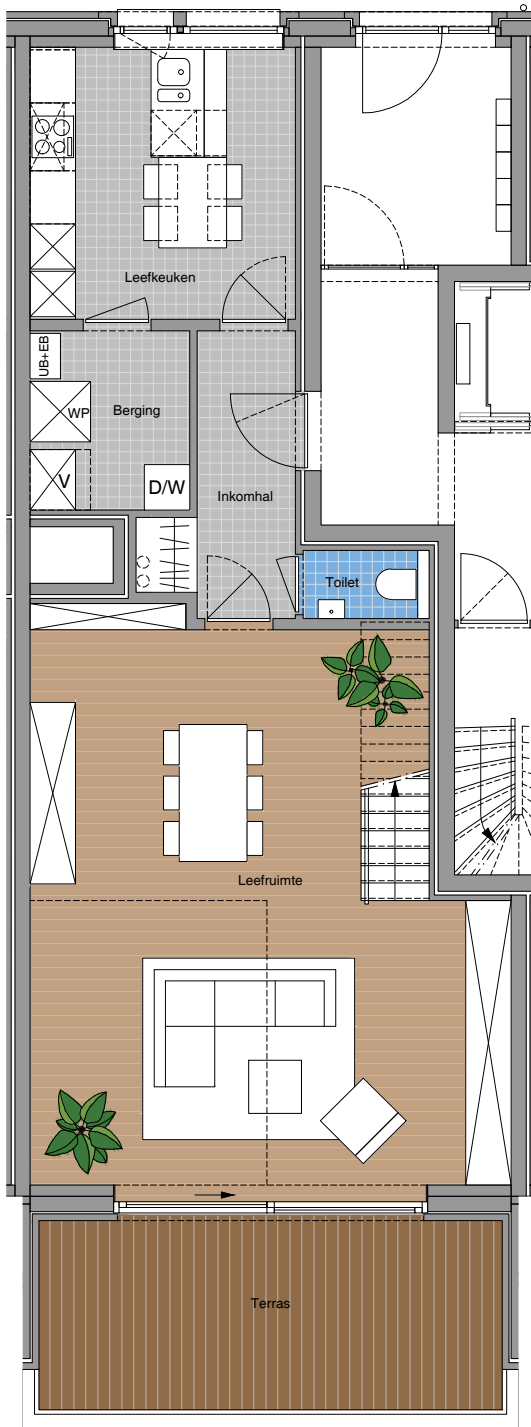 Leefkeuken
UB+EB
WP
Berging
V
D/W
Inkomhal
Toilet
Leefruimte
Terras